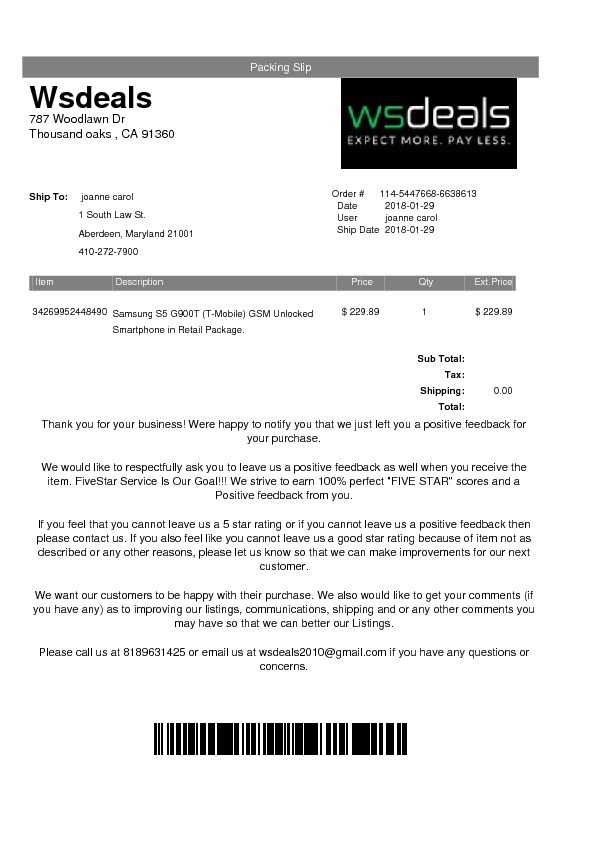 Packing Slip
Wsdeals
787 Woodlawn Dr
Thousand oaks , CA 91360
wsdeals
EXPECT MORE. PAY LESS.
Ship To: joanne carol
1 South Law St.
Aberdeen, Maryland 21001
410-272-7900
Order # 114-5447668-6638613
Date 2018-01-29
User joanne carol
Ship Date 2018-01-29
Item Description Price Qty Ext.Price
34269952448490 Samsung S5 G900T (T-Mobile) GSM Unlocked $ 229.89 1 $ 229.89
Smartphone in Retail Package.
Sub Total:
Tax:
Shipping: 0.00
Total:
Thank you for your business! Were happy to notify you that we just left you a positive feedback for
your purchase.
We would like to respectfully ask you to leave us a positive feedback as well when you receive the
item. FiveStar Service Is Our Goal!!! We strive to earn 100% perfect "FIVE STAR" scores and a
Positive feedback from you.
If you feel that you cannot leave us a 5 star rating or if you cannot leave us a positive feedback then
please contact us. If you also feel like you cannot leave us a good star rating because of item not as
described or any other reasons, please let us know so that we can make improvements for our next
customer.
We want our customers to be happy with their purchase. We also would like to get your comments (if
you have any) as to improving our listings, communications, shipping and or any other comments you
may have so that we can better our Listings.
Please call us at 8189631425 or email us at wsdeals2010@gmail.com if you have any questions or
concerns.